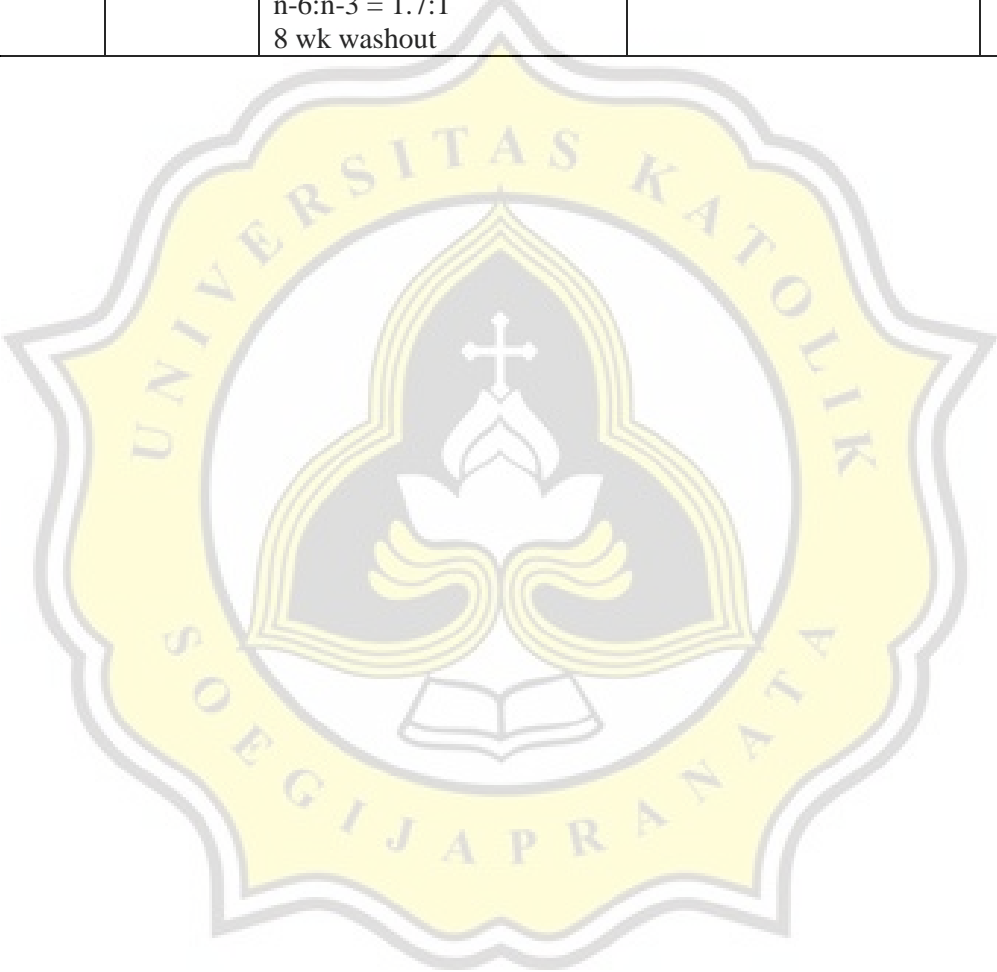 n-6:n-3 = 1.7:1
8 wk washout
UNIVERSITAS KATOLIK
SOEGIJAPRANATA